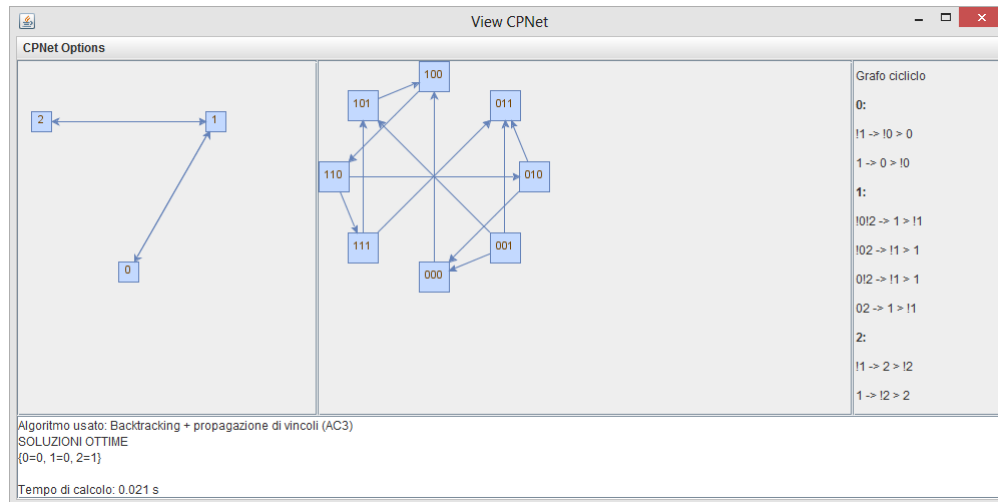 View CPNet
CPNet Options
2
1
0
100
101
011
110
010
111
001
000
Grafo cicliclo
0:
!1 -> !0 > 0
1 -> 0 > !0
1:
!0!2 -> 1 > !1
!02 -> !1 > 1
0!2 -> !1 > 1
02 -> 1 > !1
2:
!1 -> 2 > !2
1 -> !2 > 2
Algoritmo usato: Backtracking + propagazione di vincoli (AC3)
SOLUZIONI OTTIME
{0=0, 1=0, 2=1}
Tempo di calcolo: 0.021 s